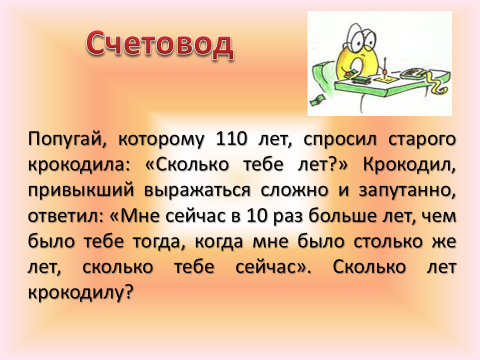 Счетовод
Попугай, которому 110 лет, спросил старого
крокодила: «Сколько тебе лет?» Крокодил,
привыкший выражаться сложно и запутанно,
ответил: «Мне сейчас в 10 раз больше лет, чем
было тебе тогда, когда мне было столько же
лет, сколько тебе сейчас». Сколько лет
крокодилу?